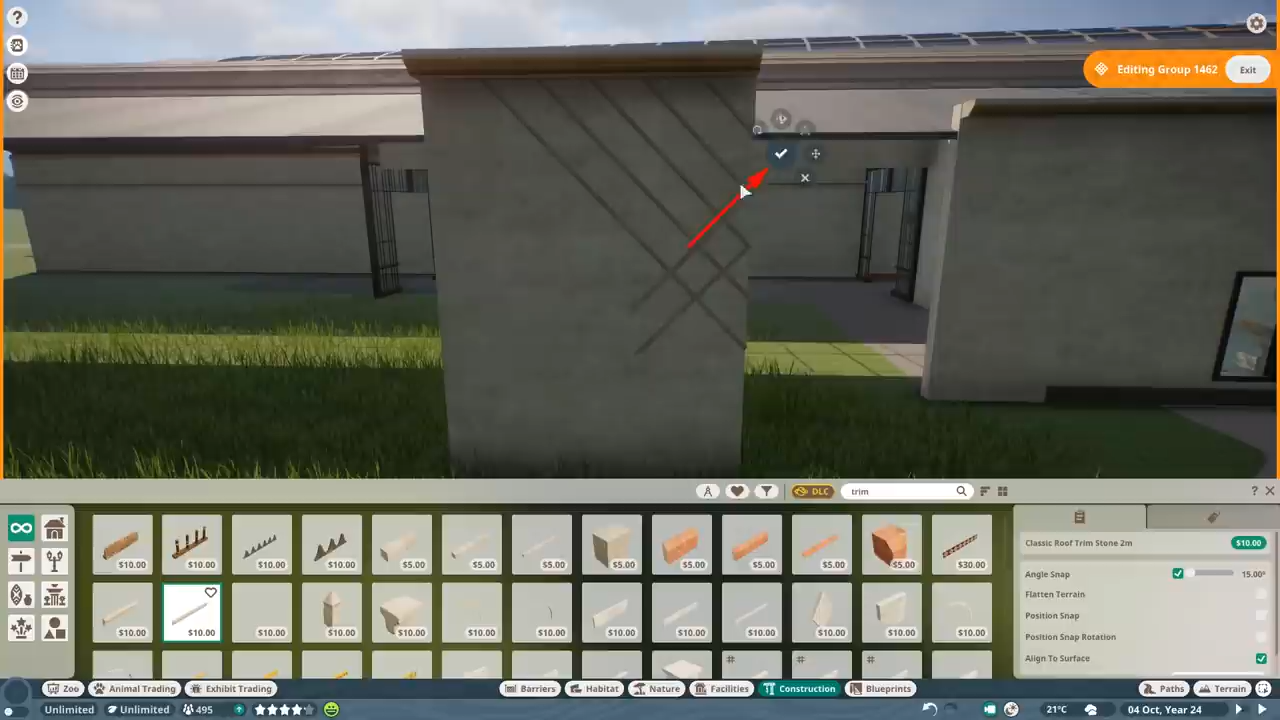 ?
Editing Group 1462
Exit
DLC
trim
?
$10.00
$10.00
$10.00
$10.00
$5.00
$5.00
$5.00
$5.00
$5.00
$5.00
$5.00
$5.00
$30.00
Classic Roof Trim Stone 2m
$10.00
Angle Snap
15.00°
Flatten Terrain
Position Snap
Position Snap Rotation
Align To Surface
$10.00
$10.00
$10.00
$10.00
$10.00
$10.00
$10.00
$10.00
$10.00
$10.00
$10.00
$10.00
$10.00
#
#
#
Zoo
Animal Trading
Exhibit Trading
Barriers
Habitat
Nature
Facilities
Construction
Blueprints
Paths
Terrain
Unlimited
Unlimited
495
21°C
04 Oct, Year 24